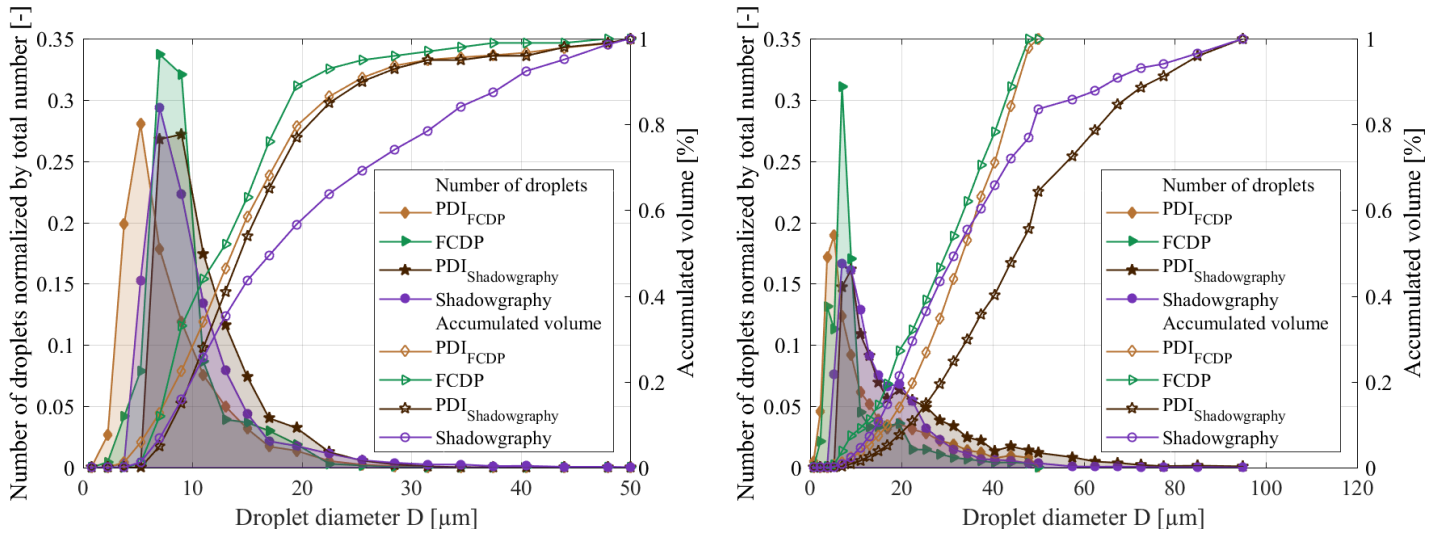 Number of droplets normalized by total number [-]
0.35
0.3
0.25
0.2
0.15
0.1
0.05
0
0
10
20
30
40
50
Droplet diameter D [µm]
1
0.8
0.6
0.4
0.2
0
Accumulated volume [%]
Number of droplets
PDI_FCDP
FCDP
PDI_Shadowgraphy
Shadowgraphy
Accumulated volume
PDI_FCDP
FCDP
PDI_Shadowgraphy
Shadowgraphy
Number of droplets normalized by total number [-]
0.35
0.3
0.25
0.2
0.15
0.1
0.05
0
0
20
40
60
80
100
120
Droplet diameter D [µm]
1
0.8
0.6
0.4
0.2
0
Accumulated volume [%]
Number of droplets
PDI_FCDP
FCDP
PDI_Shadowgraphy
Shadowgraphy
Accumulated volume
PDI_FCDP
FCDP
PDI_Shadowgraphy
Shadowgraphy